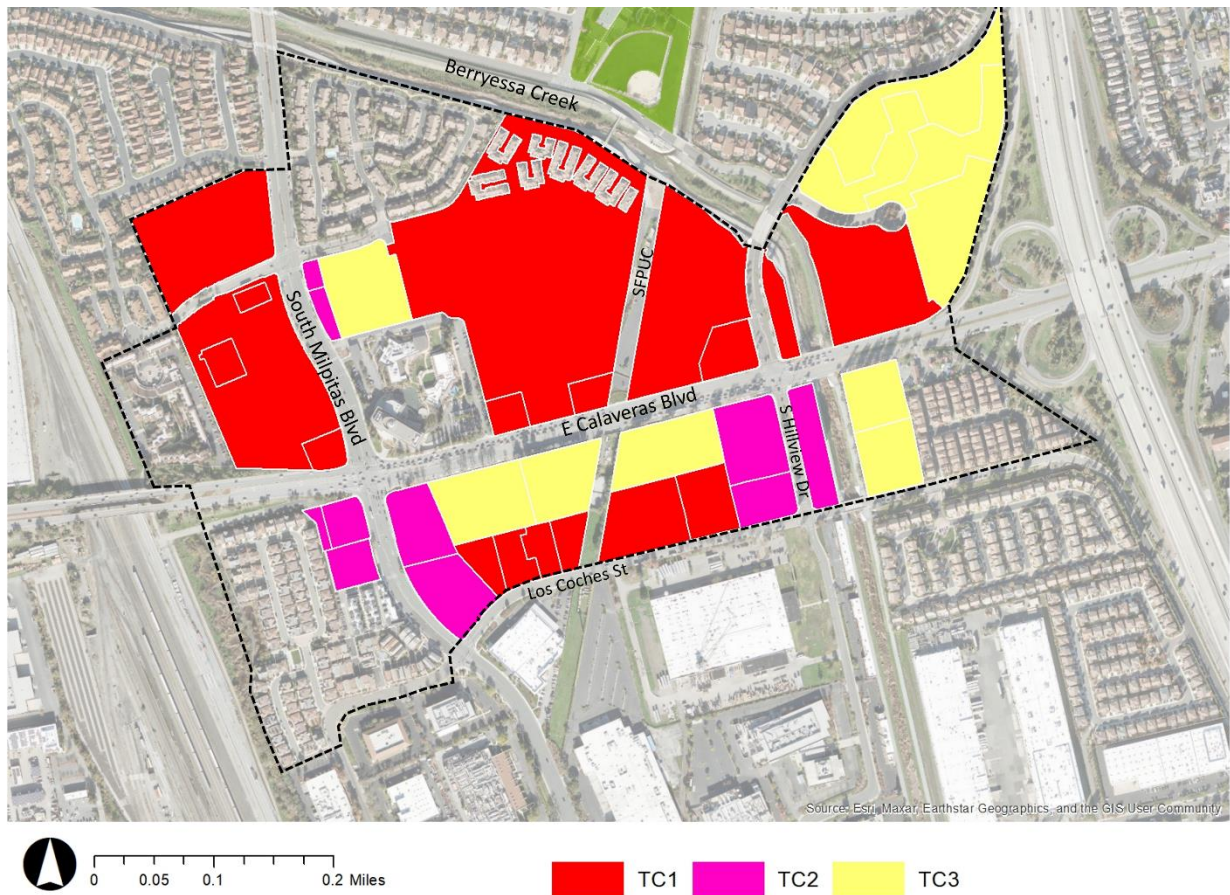 Berryessa Creek
SFPUC
South Milpitas Blvd
E Calaveras Blvd
S Hillview Dr
Los Coches St
Source: Esri, Maxar, Earthstar Geographics, and the GIS User Community
0 0.05 0.1 0.2 Miles
TC1 TC2 TC3